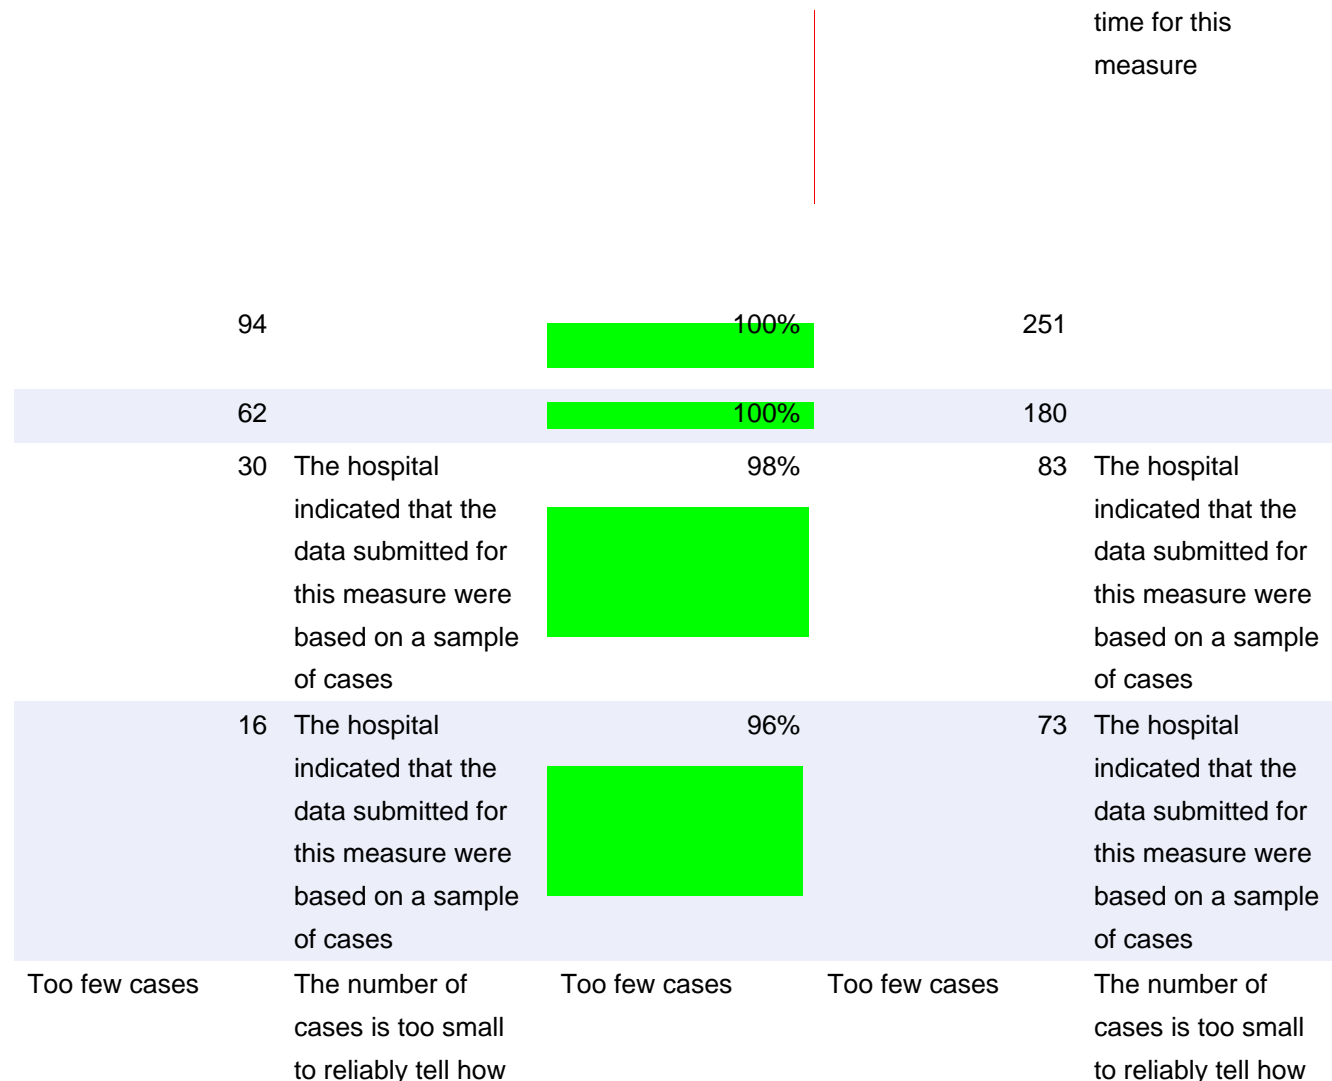 time for this
measure
94 100% 251
62 100% 180
30 The hospital 98% 83 The hospital
indicated that the indicated that the
data submitted for data submitted for
this measure were this measure were
based on a sample based on a sample
of cases of cases
16 The hospital 96% 73 The hospital
indicated that the indicated that the
data submitted for data submitted for
this measure were this measure were
based on a sample based on a sample
of cases of cases
Too few cases The number of Too few cases Too few cases The number of
cases is too small cases is too small
to reliably tell how to reliably tell how